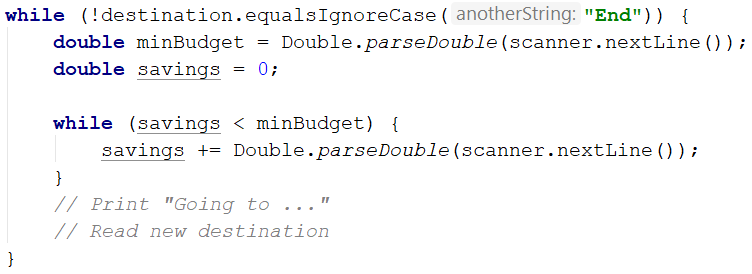 while (!destination.equalsIgnoreCase( anotherString: "End")) {
    double minBudget = Double.parseDouble(scanner.nextLine());
    double savings = 0;
    while (savings < minBudget) {
        savings += Double.parseDouble(scanner.nextLine());
    }
    // Print "Going to ..."
    // Read new destination
}